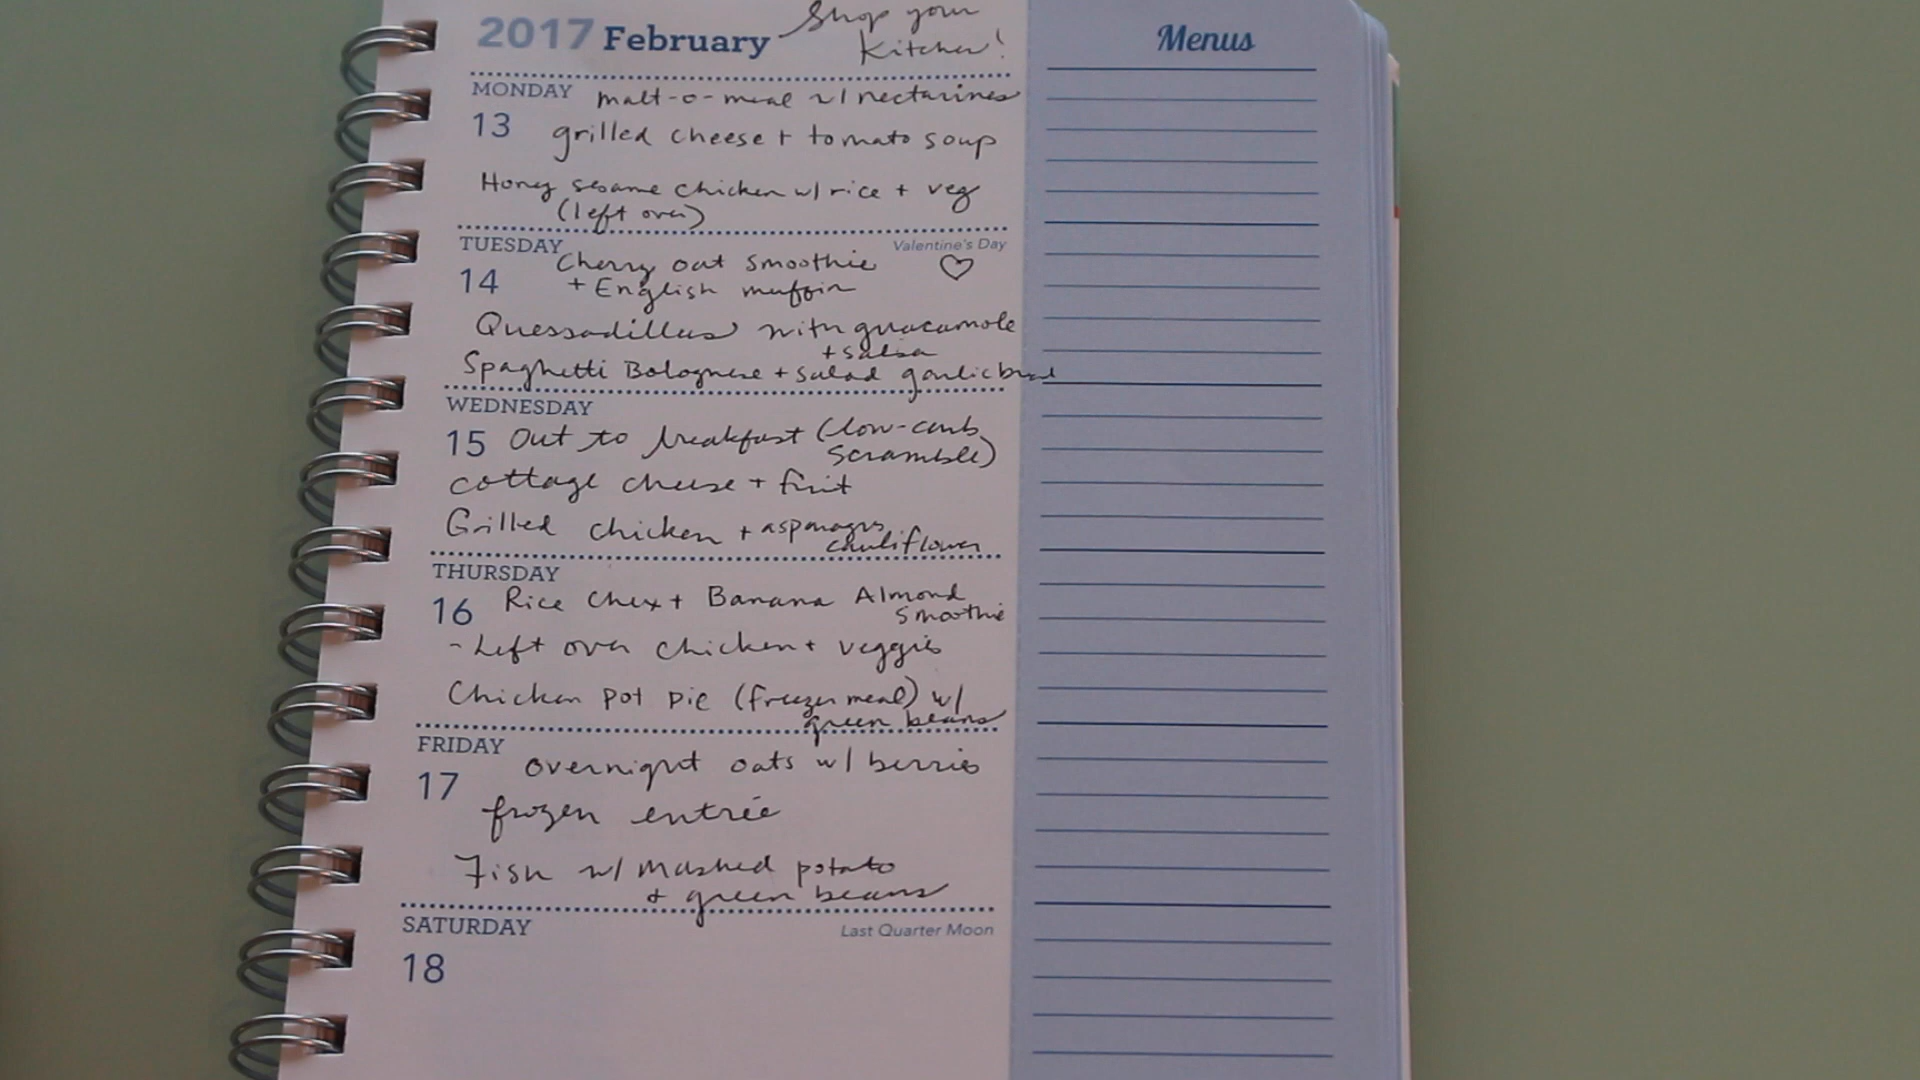 2017 February Shop your
Kitchen!
Menus
MONDAY malt-o-meal w/ nectarines
13 grilled cheese + tomato soup
Honey sesame chicken w/ rice + veg
(left over)
TUESDAY Valentine's Day
Cherry oat smoothie ♡
14 + English muffin
Quessadillas with guacamole
+ salsa
Spaghetti Bolognese + salad garlic bread
WEDNESDAY
15 Out to breakfast (low-carb
scramble)
cottage cheese + fruit
Grilled chicken + asparagus
cauliflower
THURSDAY
16 Rice Chex + Banana Almond
Smoothie
- Left over chicken + veggies
Chicken pot pie (freezer meal) w/
green beans
FRIDAY
17 overnight oats w/ berries
frozen entrée
Fish w/ mashed potato
+ green beans
SATURDAY Last Quarter Moon
18